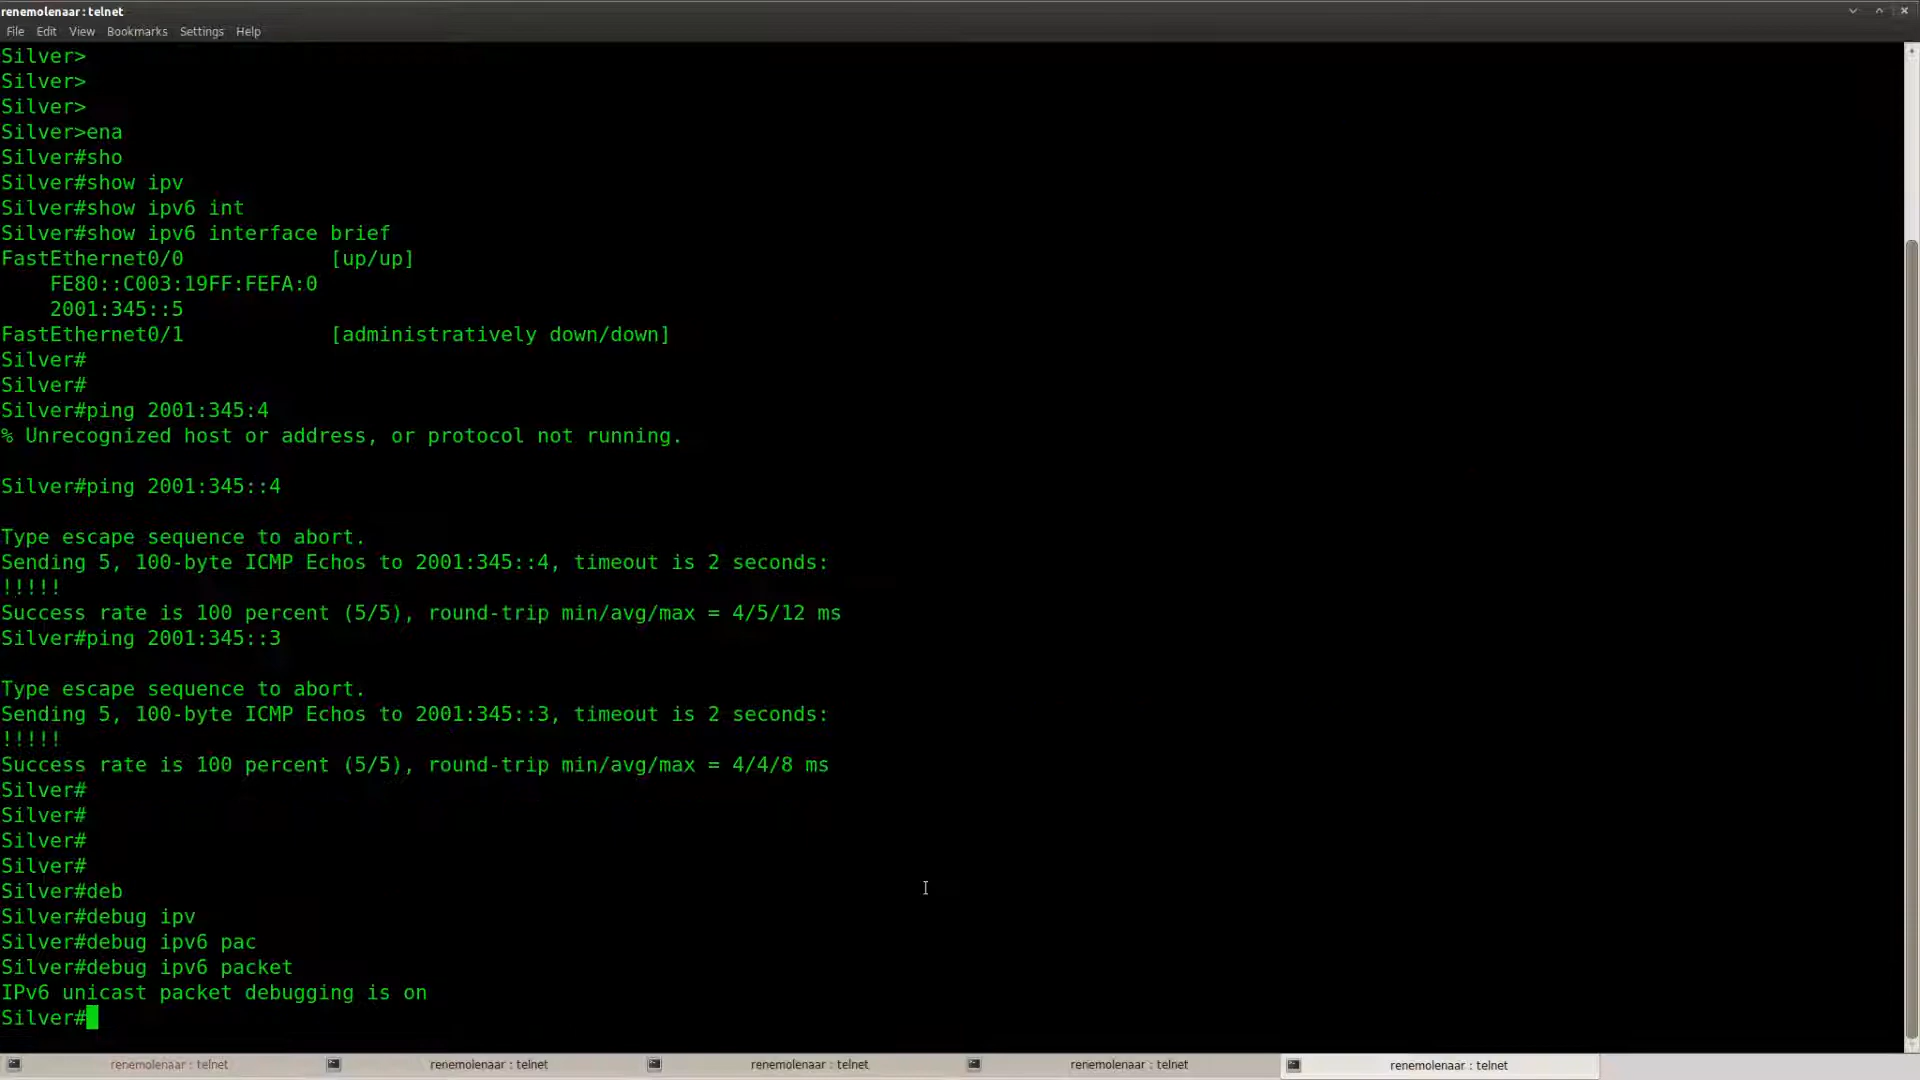 renemolenaar : telnet
File Edit View Bookmarks Settings Help
Silver>
Silver>
Silver>
Silver>ena
Silver#sho
Silver#show ipv
Silver#show ipv6 int
Silver#show ipv6 interface brief
FastEthernet0/0            [up/up]
    FE80::C003:19FF:FEFA:0
    2001:345::5
FastEthernet0/1            [administratively down/down]
Silver#
Silver#
Silver#ping 2001:345:4
% Unrecognized host or address, or protocol not running.
Silver#ping 2001:345::4
Type escape sequence to abort.
Sending 5, 100-byte ICMP Echos to 2001:345::4, timeout is 2 seconds:
!!!!!
Success rate is 100 percent (5/5), round-trip min/avg/max = 4/5/12 ms
Silver#ping 2001:345::3
Type escape sequence to abort.
Sending 5, 100-byte ICMP Echos to 2001:345::3, timeout is 2 seconds:
!!!!!
Success rate is 100 percent (5/5), round-trip min/avg/max = 4/4/8 ms
Silver#
Silver#
Silver#
Silver#
Silver#deb
Silver#debug ipv
Silver#debug ipv6 pac
Silver#debug ipv6 packet
IPv6 unicast packet debugging is on
Silver#
renemolenaar : telnet renemolenaar : telnet renemolenaar : telnet renemolenaar : telnet renemolenaar : telnet